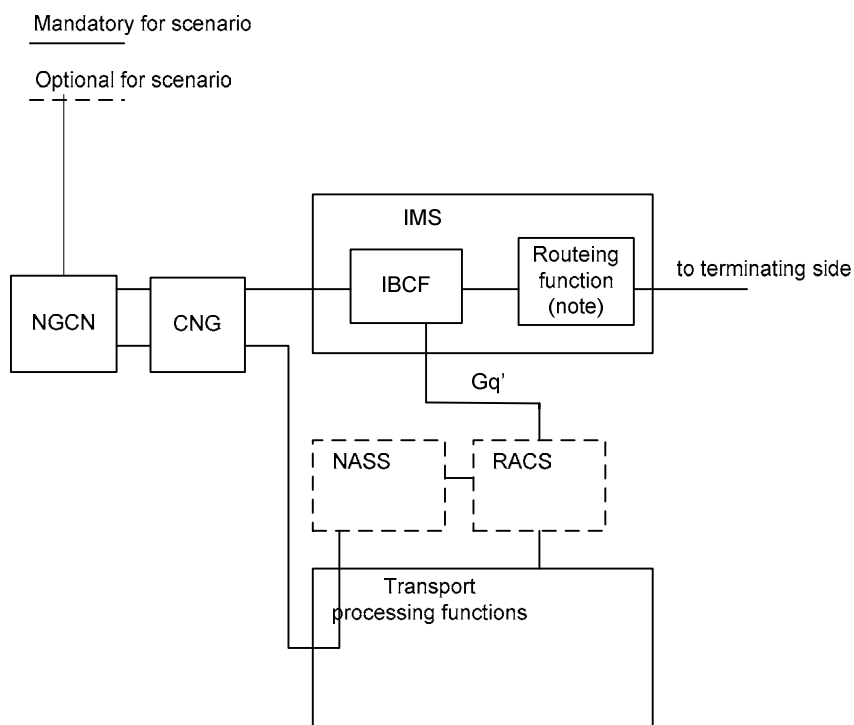 Mandatory for scenario
Optional for scenario
IMS
IBCF
Routeing
function
(note)
to terminating side
NGCN
CNG
Gq'
NASS
RACS
Transport
processing functions